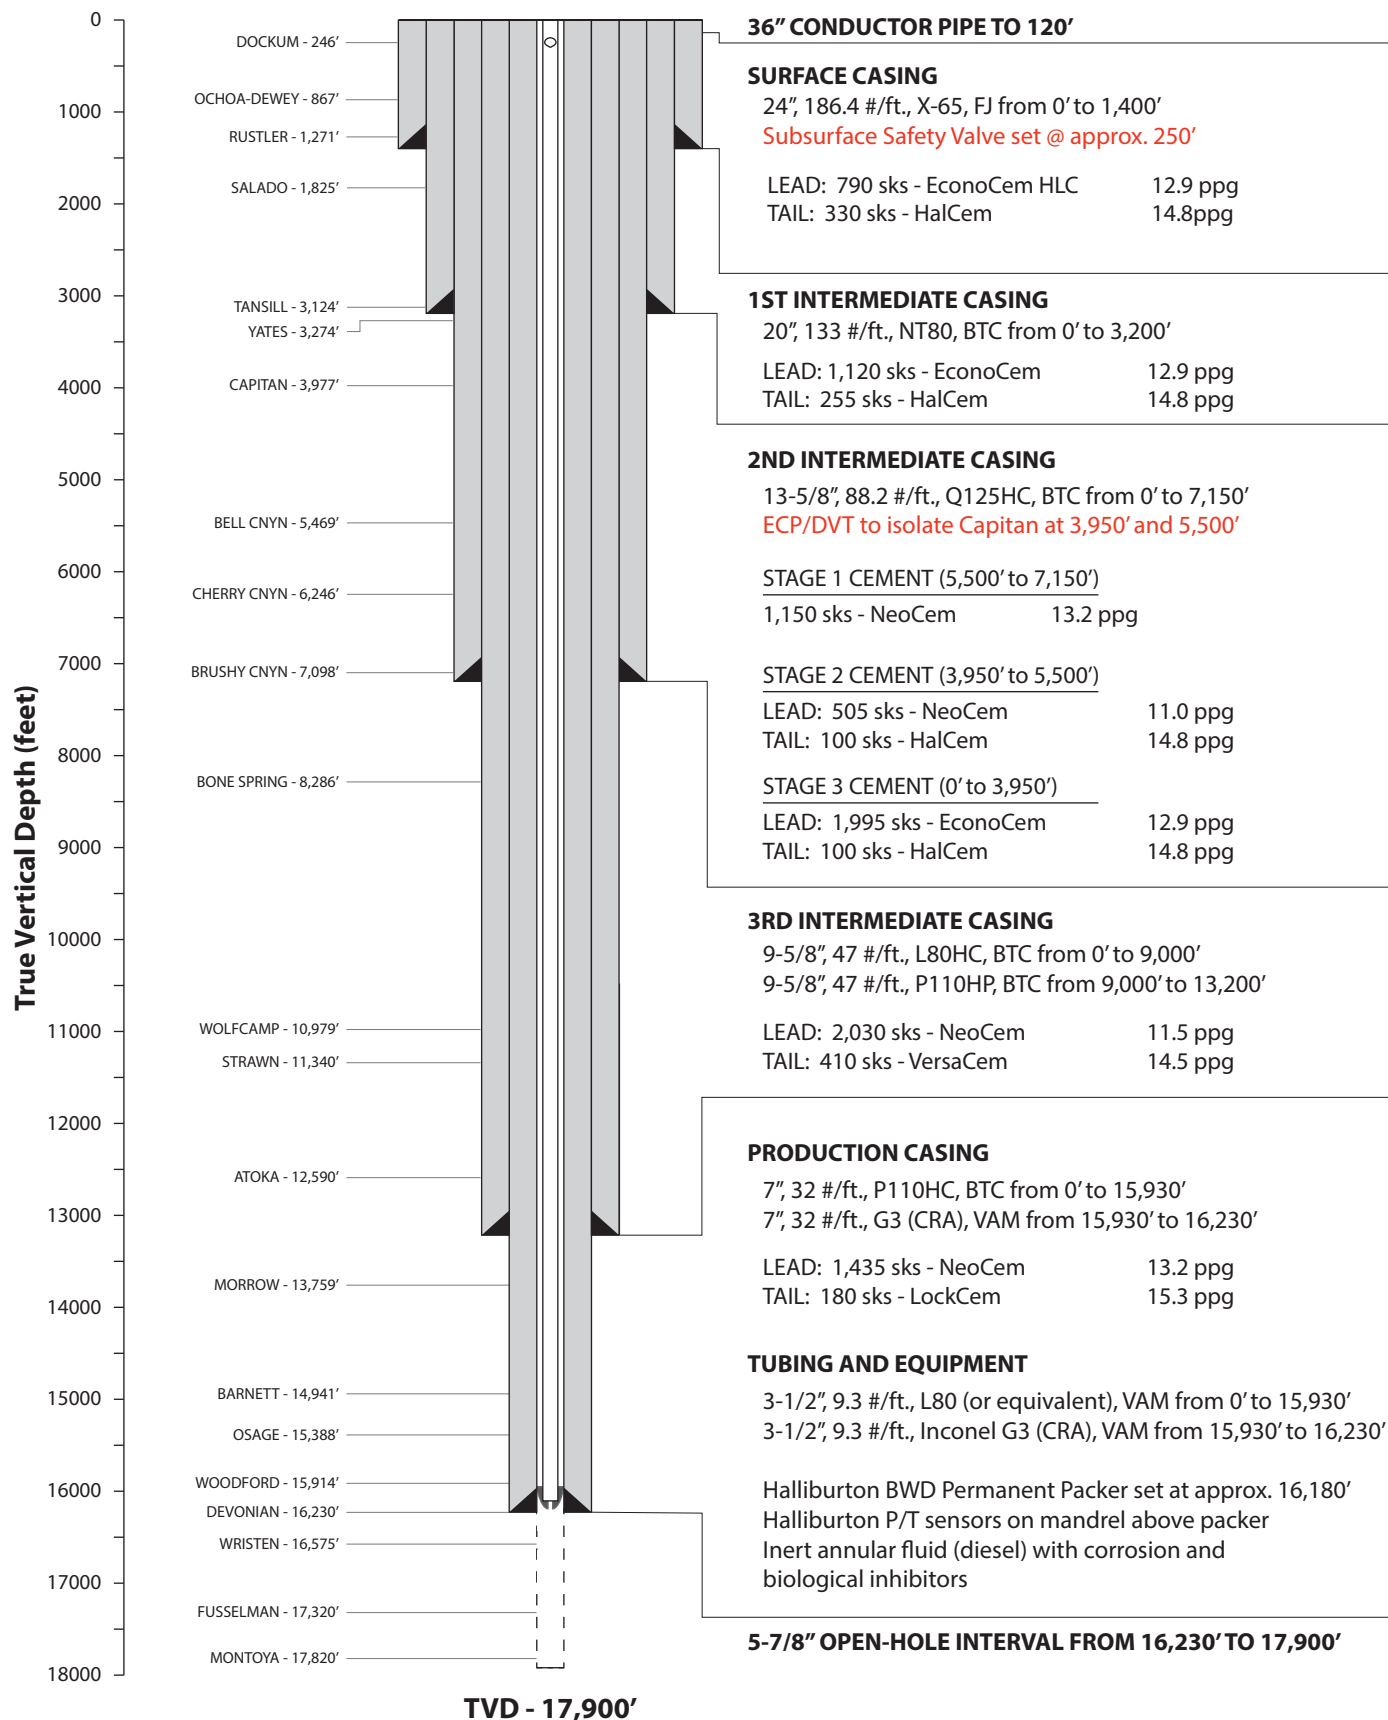 True Vertical Depth (feet)
0
1000
2000
3000
4000
5000
6000
7000
8000
9000
10000
11000
12000
13000
14000
15000
16000
17000
18000
DOCKUM - 246’
OCHOA-DEWEY - 867’
RUSTLER - 1,271’
SALADO - 1,825’
TANSILL - 3,124’
YATES - 3,274’
CAPITAN - 3,977’
BELL CNYN - 5,469’
CHERRY CNYN - 6,246’
BRUSHY CNYN - 7,098’
BONE SPRING - 8,286’
WOLFCAMP - 10,979’
STRAWN - 11,340’
ATOKA - 12,590’
MORROW - 13,759’
BARNETT - 14,941’
OSAGE - 15,388’
WOODFORD - 15,914’
DEVONIAN - 16,230’
WRISTEN - 16,575’
FUSSELMAN - 17,320’
MONTOYA - 17,820’
TVD - 17,900’
36” CONDUCTOR PIPE TO 120’
SURFACE CASING
24”, 186.4 #/ft., X-65, FJ from 0’ to 1,400’
Subsurface Safety Valve set @ approx. 250’
LEAD: 790 sks - EconoCem HLC 12.9 ppg
TAIL: 330 sks - HalCem 14.8ppg
1ST INTERMEDIATE CASING
20”, 133 #/ft., NT80, BTC from 0’ to 3,200’
LEAD: 1,120 sks - EconoCem 12.9 ppg
TAIL: 255 sks - HalCem 14.8 ppg
2ND INTERMEDIATE CASING
13-5/8”, 88.2 #/ft., Q125HC, BTC from 0’ to 7,150’
ECP/DVT to isolate Capitan at 3,950’ and 5,500’
STAGE 1 CEMENT (5,500’ to 7,150’)
1,150 sks - NeoCem 13.2 ppg
STAGE 2 CEMENT (3,950’ to 5,500’)
LEAD: 505 sks - NeoCem 11.0 ppg
TAIL: 100 sks - HalCem 14.8 ppg
STAGE 3 CEMENT (0’ to 3,950’)
LEAD: 1,995 sks - EconoCem 12.9 ppg
TAIL: 100 sks - HalCem 14.8 ppg
3RD INTERMEDIATE CASING
9-5/8”, 47 #/ft., L80HC, BTC from 0’ to 9,000’
9-5/8”, 47 #/ft., P110HP, BTC from 9,000’ to 13,200’
LEAD: 2,030 sks - NeoCem 11.5 ppg
TAIL: 410 sks - VersaCem 14.5 ppg
PRODUCTION CASING
7”, 32 #/ft., P110HC, BTC from 0’ to 15,930’
7”, 32 #/ft., G3 (CRA), VAM from 15,930’ to 16,230’
LEAD: 1,435 sks - NeoCem 13.2 ppg
TAIL: 180 sks - LockCem 15.3 ppg
TUBING AND EQUIPMENT
3-1/2”, 9.3 #/ft., L80 (or equivalent), VAM from 0’ to 15,930’
3-1/2”, 9.3 #/ft., Inconel G3 (CRA), VAM from 15,930’ to 16,230’
Halliburton BWD Permanent Packer set at approx. 16,180’
Halliburton P/T sensors on mandrel above packer
Inert annular fluid (diesel) with corrosion and
biological inhibitors
5-7/8” OPEN-HOLE INTERVAL FROM 16,230’ TO 17,900’